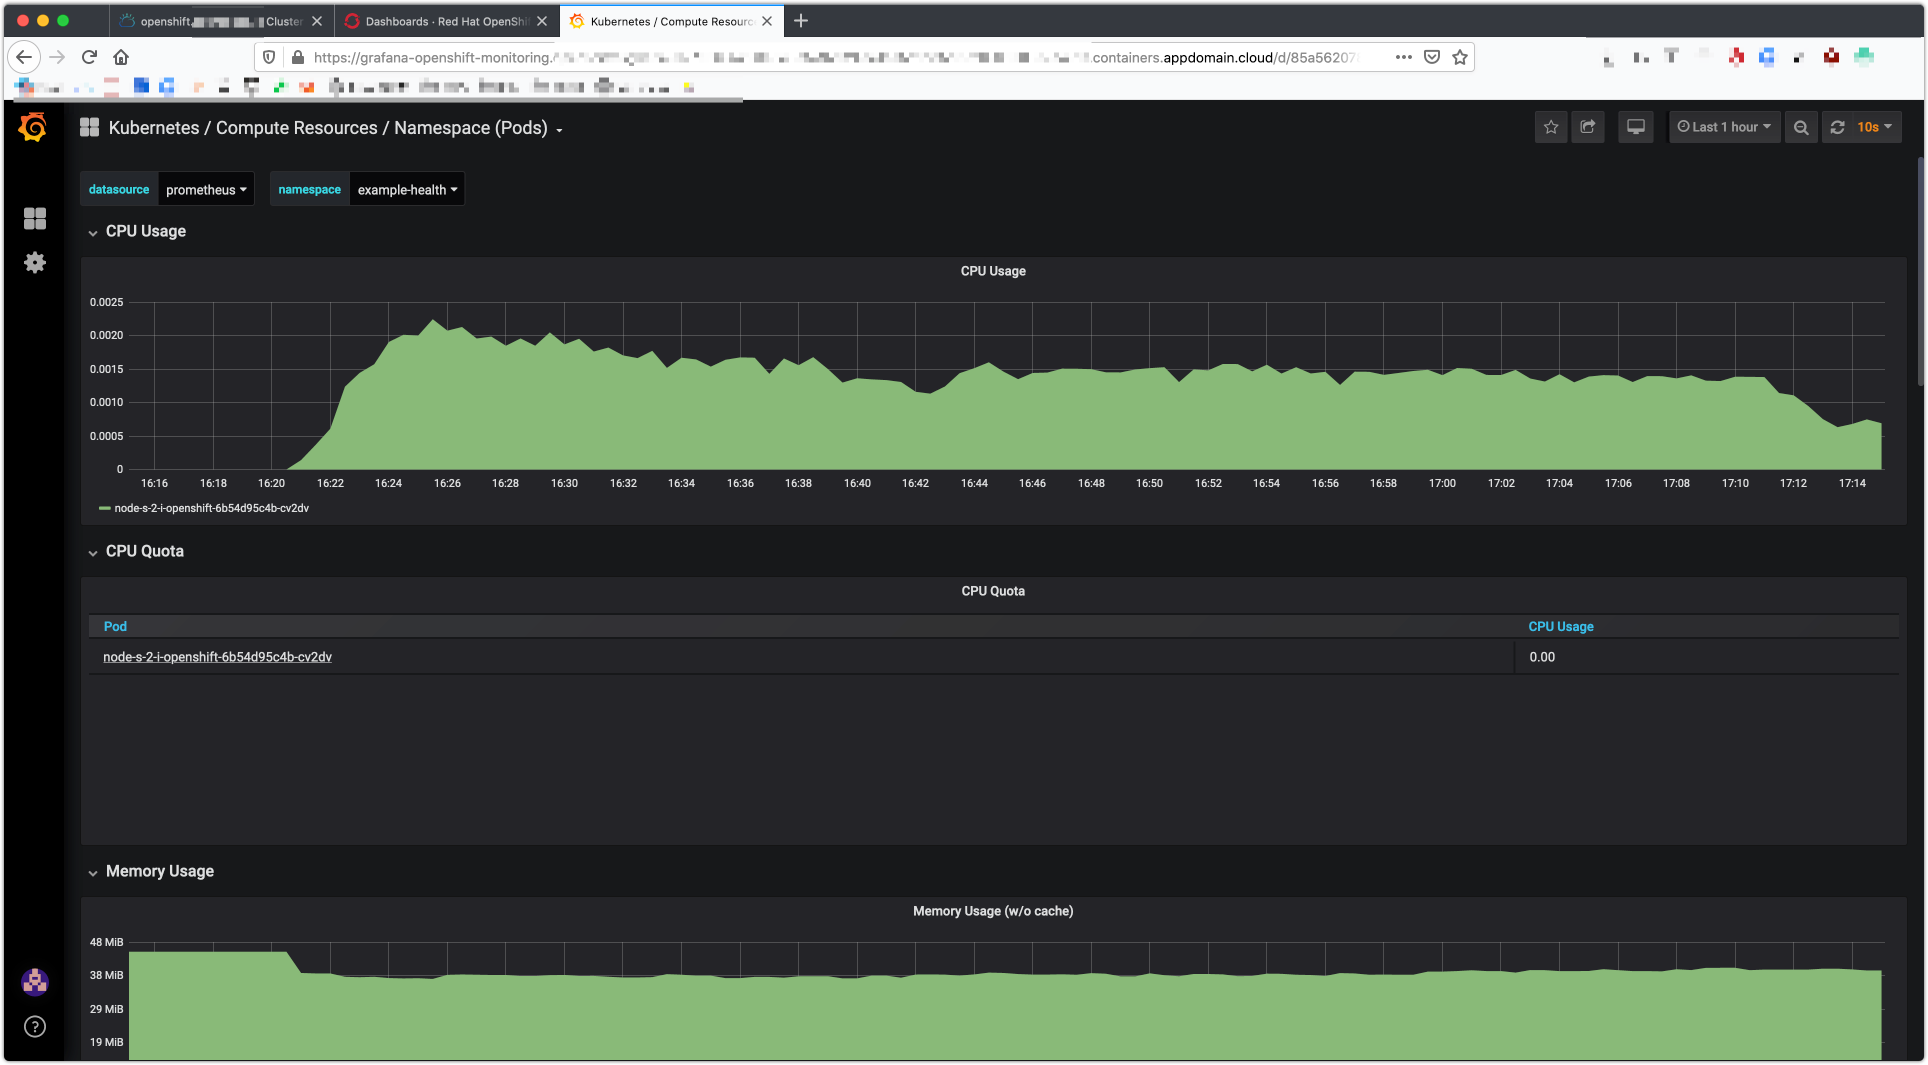 openshift. Cluster
Dashboards · Red Hat OpenShi
Kubernetes / Compute Resourc
https://grafana-openshift-monitoring. .containers.appdomain.cloud/d/85a56207
Kubernetes / Compute Resources / Namespace (Pods)
Last 1 hour
10s
datasource prometheus namespace example-health
CPU Usage
CPU Usage
0.0025
0.0020
0.0015
0.0010
0.0005
0
16:16 16:18 16:20 16:22 16:24 16:26 16:28 16:30 16:32 16:34 16:36 16:38 16:40 16:42 16:44 16:46 16:48 16:50 16:52 16:54 16:56 16:58 17:00 17:02 17:04 17:06 17:08 17:10 17:12 17:14
node-s-2-i-openshift-6b54d95c4b-cv2dv
CPU Quota
CPU Quota
Pod CPU Usage
node-s-2-i-openshift-6b54d95c4b-cv2dv 0.00
Memory Usage
Memory Usage (w/o cache)
48 MiB
38 MiB
29 MiB
19 MiB